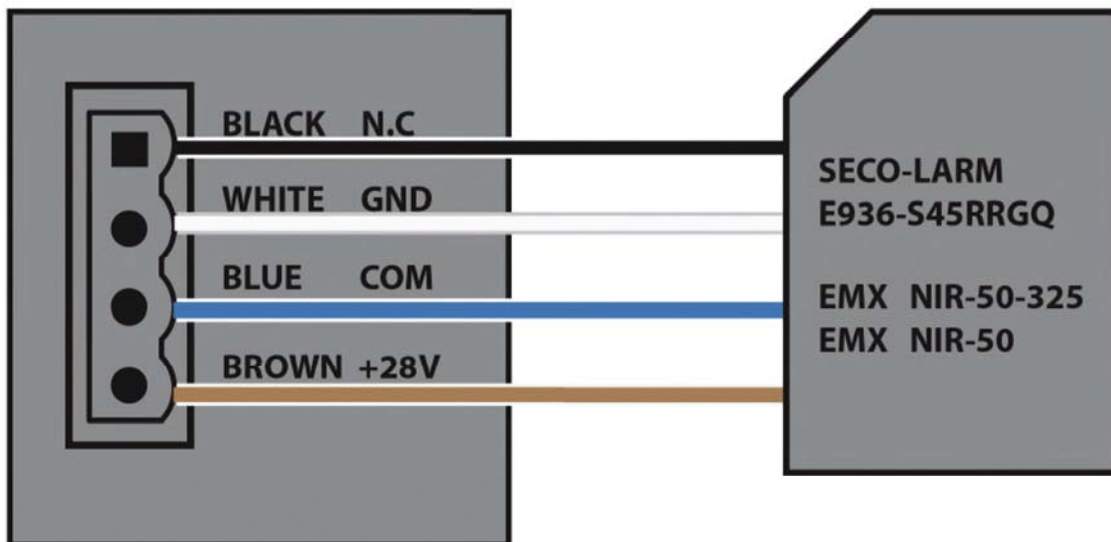 BLACK N.C
WHITE GND
BLUE COM
BROWN +28V
SECO-LARM
E936-S45RRGQ
EMX NIR-50-325
EMX NIR-50